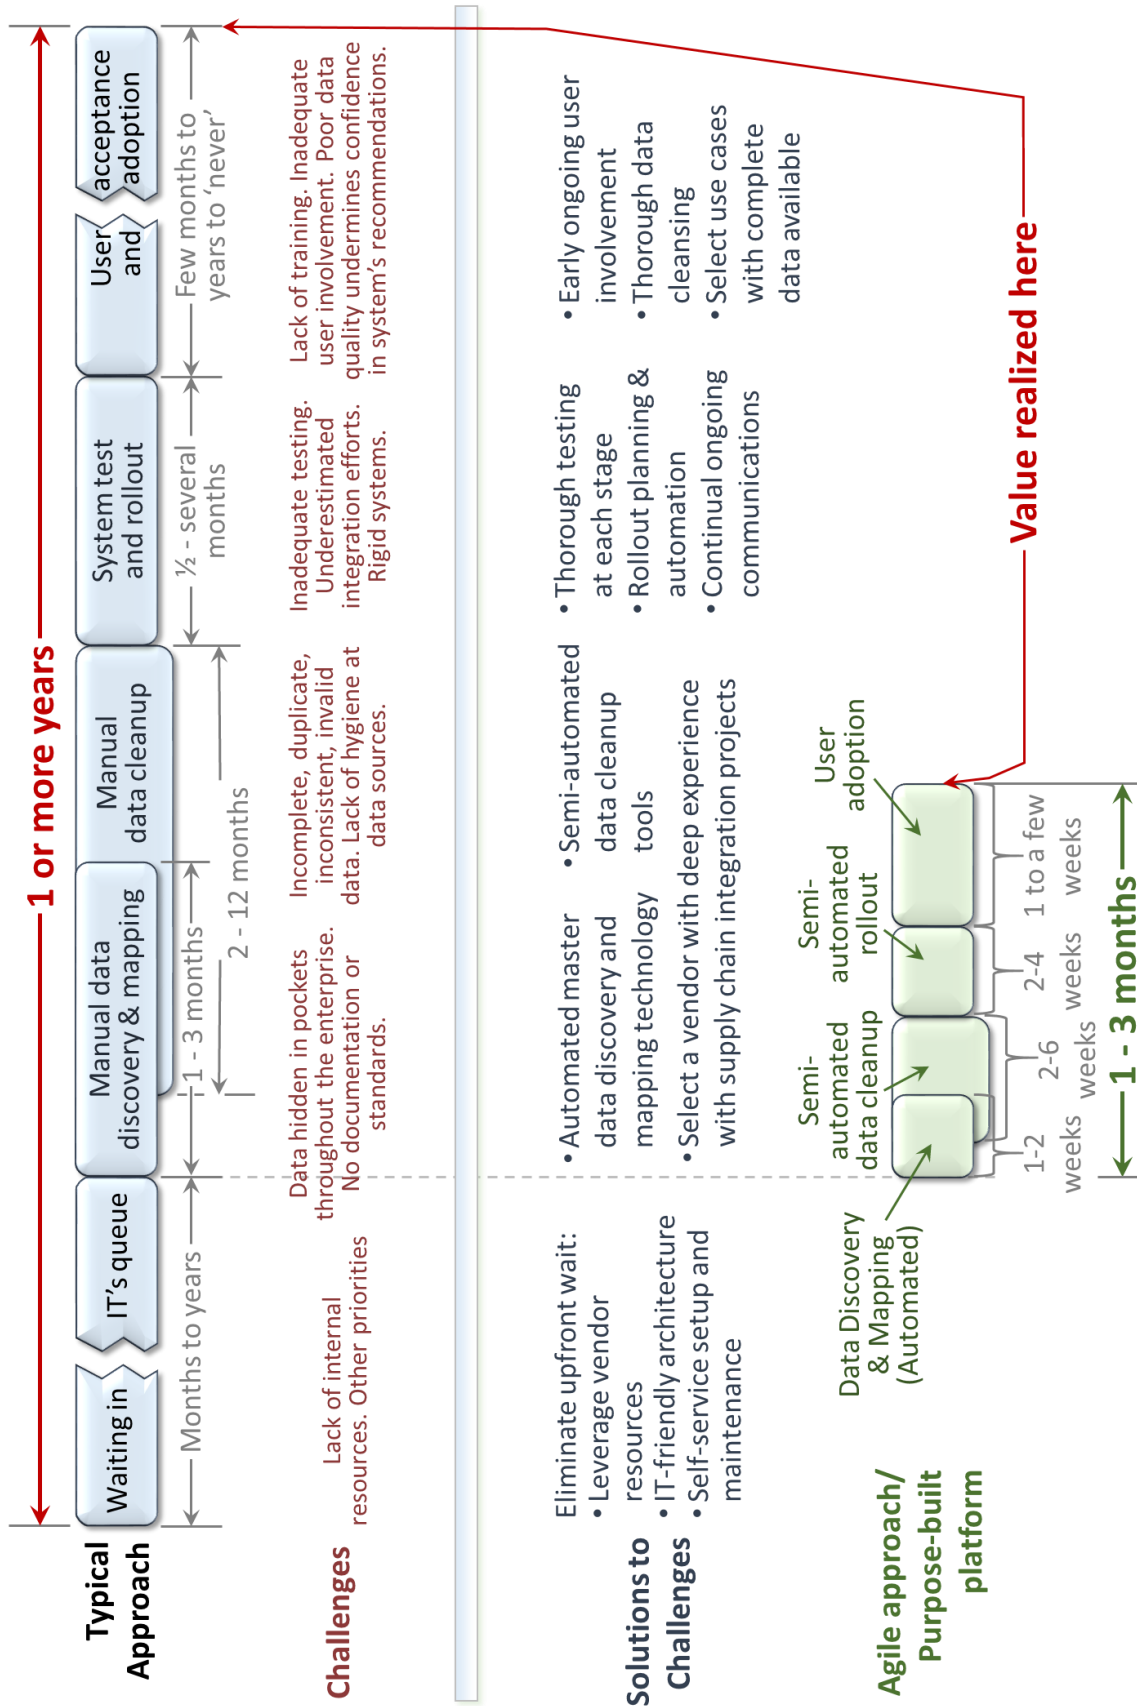 1 or more years
Typical
Approach
Waiting in
IT's queue
Manual data
discovery & mapping
Manual
data cleanup
System test
and rollout
User
and
acceptance
adoption
Months to years
1 - 3 months
2 - 12 months
½ - several
months
Few months to
years to ‘never’
Challenges
Lack of internal
resources. Other priorities
Data hidden in pockets
throughout the enterprise.
No documentation or
standards.
Incomplete, duplicate,
inconsistent, invalid
data. Lack of hygiene at
data sources.
Inadequate testing.
Underestimated
integration efforts.
Rigid systems.
Lack of training. Inadequate
user involvement. Poor data
quality undermines confidence
in system's recommendations.
Solutions to
Challenges
Eliminate upfront wait:
• Leverage vendor
resources
• IT-friendly architecture
• Self-service setup and
maintenance
• Automated master
data discovery and
mapping technology
• Semi-automated
data cleanup
tools
• Select a vendor with deep experience
with supply chain integration projects
• Thorough testing
at each stage
• Rollout planning &
automation
• Continual ongoing
communications
• Early ongoing user
involvement
• Thorough data
cleansing
• Select use cases
with complete
data available
Agile approach/
Purpose-built
platform
Data Discovery
& Mapping
(Automated)
Semi-
automated
data cleanup
Semi-
automated
rollout
User
adoption
1-2
weeks
2-6
weeks
2-4
weeks
1 to a few
weeks
1 - 3 months
Value realized here